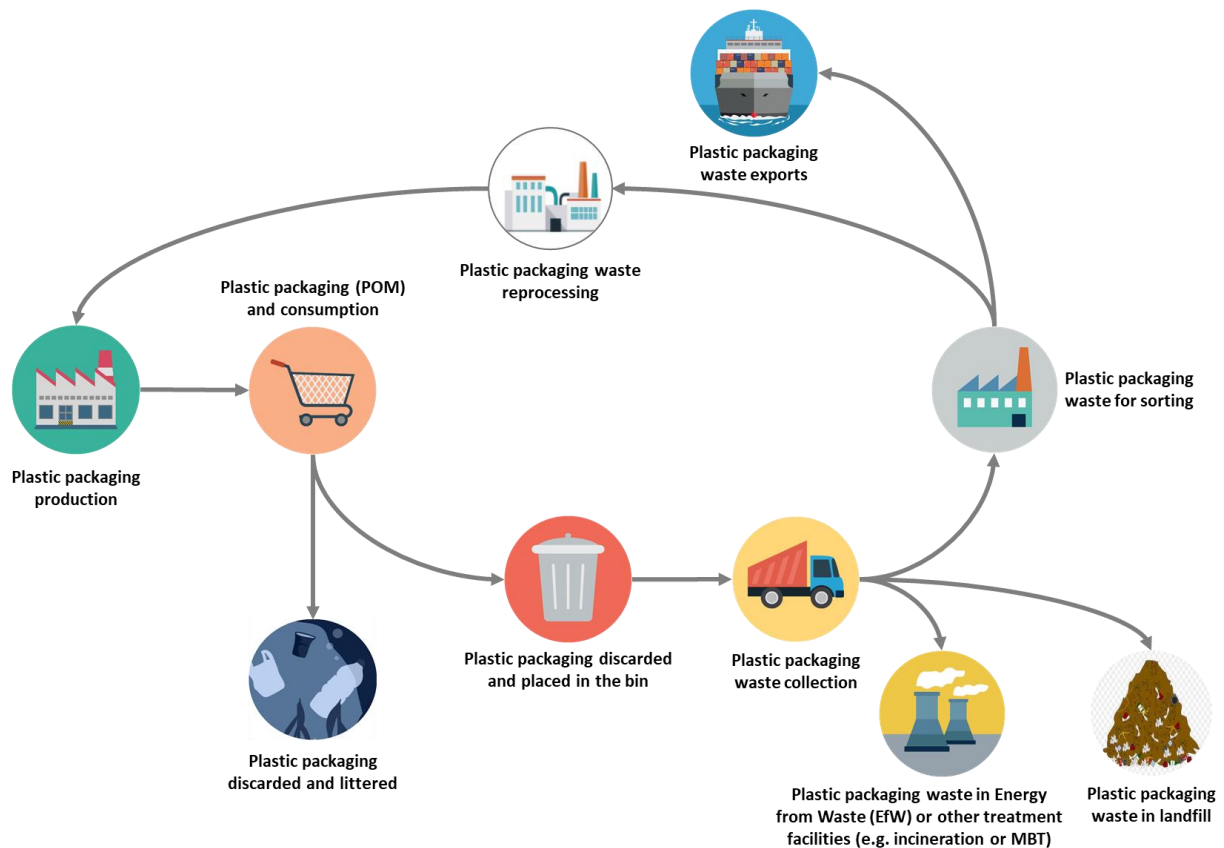 Plastic packaging
waste exports
Plastic packaging waste
reprocessing
Plastic packaging (POM)
and consumption
Plastic packaging
waste for sorting
Plastic packaging
production
Plastic packaging discarded
and placed in the bin
Plastic packaging
waste collection
Plastic packaging
discarded and littered
Plastic packaging waste in Energy
from Waste (EfW) or other treatment
facilities (e.g. incineration or MBT)
Plastic packaging
waste in landfill